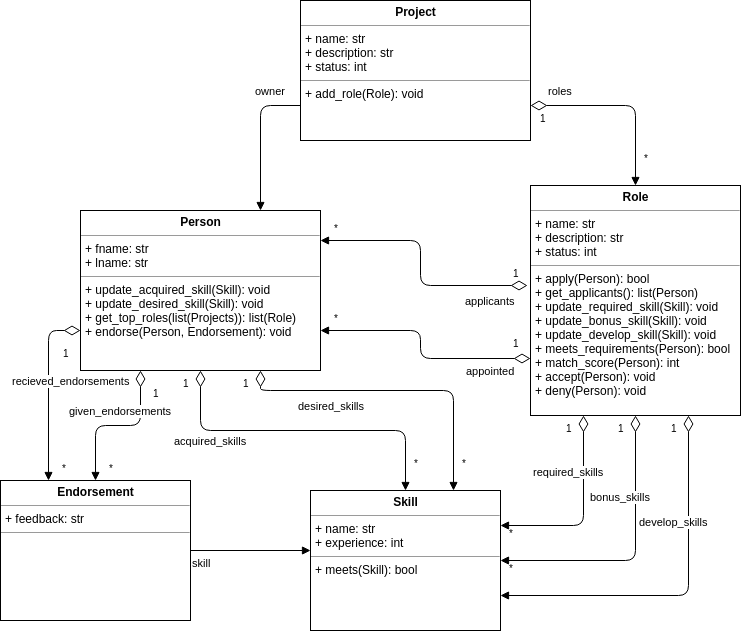 Project
+ name: str
+ description: str
+ status: int
+ add_role(Role): void
owner
roles
1
*
Person
+ fname: str
+ lname: str
+ update_acquired_skill(Skill): void
+ update_desired_skill(Skill): void
+ get_top_roles(list(Projects)): list(Role)
+ endorse(Person, Endorsement): void
Role
+ name: str
+ description: str
+ status: int
+ apply(Person): bool
+ get_applicants(): list(Person)
+ update_required_skill(Skill): void
+ update_bonus_skill(Skill): void
+ update_develop_skill(Skill): void
+ meets_requirements(Person): bool
+ match_score(Person): int
+ accept(Person): void
+ deny(Person): void
*
1
applicants
*
1
appointed
1
recieved_endorsements
*
1
given_endorsements
*
1
acquired_skills
*
1
desired_skills
*
1
required_skills
*
1
bonus_skills
*
1
develop_skills
Endorsement
+ feedback: str
skill
Skill
+ name: str
+ experience: int
+ meets(Skill): bool